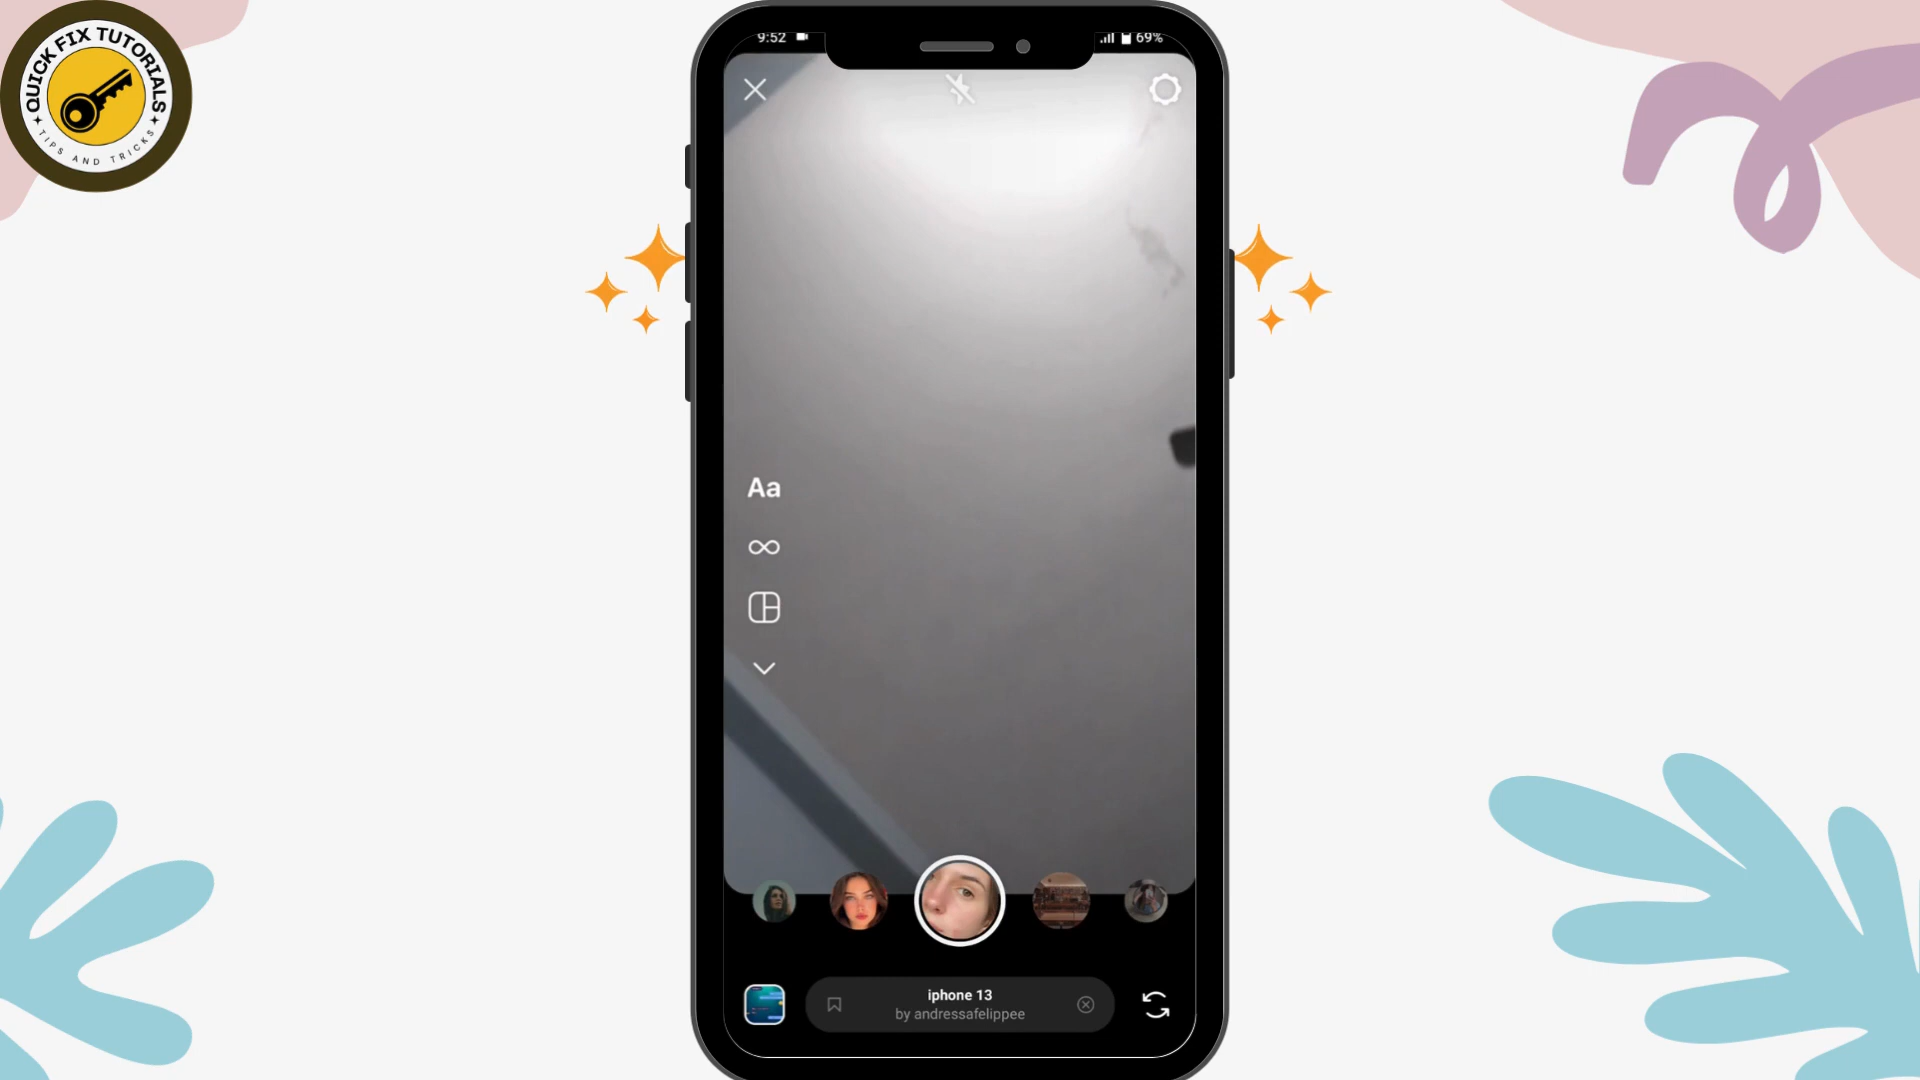 QUICK FIX TUTORIALS
TIPS AND TRICKS
9:52
69%
Aa
iphone 13
by andressafelippee